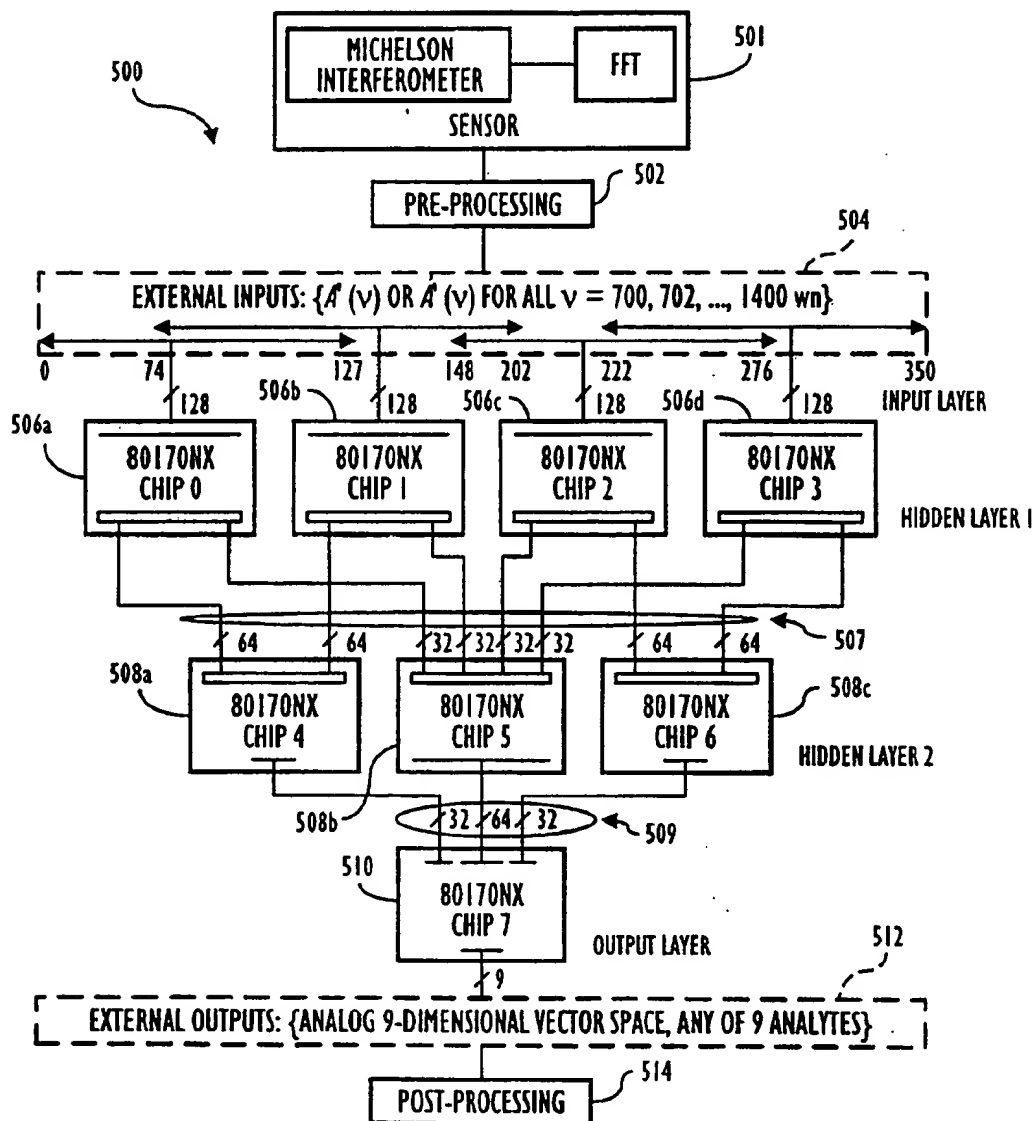 MICHELSON
INTERFEROMETER
FFT
SENSOR
501
500
502
PRE-PROCESSING
504
EXTERNAL INPUTS: {A' (ν) OR A' (ν) FOR ALL ν = 700, 702, ..., 1400 wn}
0 74 127 148 202 222 276 350
128 128 128 128
INPUT LAYER
506a 506b 506c 506d
80170NX 80170NX 80170NX 80170NX
CHIP 0 CHIP 1 CHIP 2 CHIP 3
HIDDEN LAYER 1
507
64 64 32 32 32 32 64 64
508a 508c
80170NX 80170NX 80170NX
CHIP 4 CHIP 5 CHIP 6
HIDDEN LAYER 2
508b
32 64 32
509
510
80170NX
CHIP 7
OUTPUT LAYER
9
512
EXTERNAL OUTPUTS: {ANALOG 9-DIMENSIONAL VECTOR SPACE, ANY OF 9 ANALYTES}
514
POST-PROCESSING